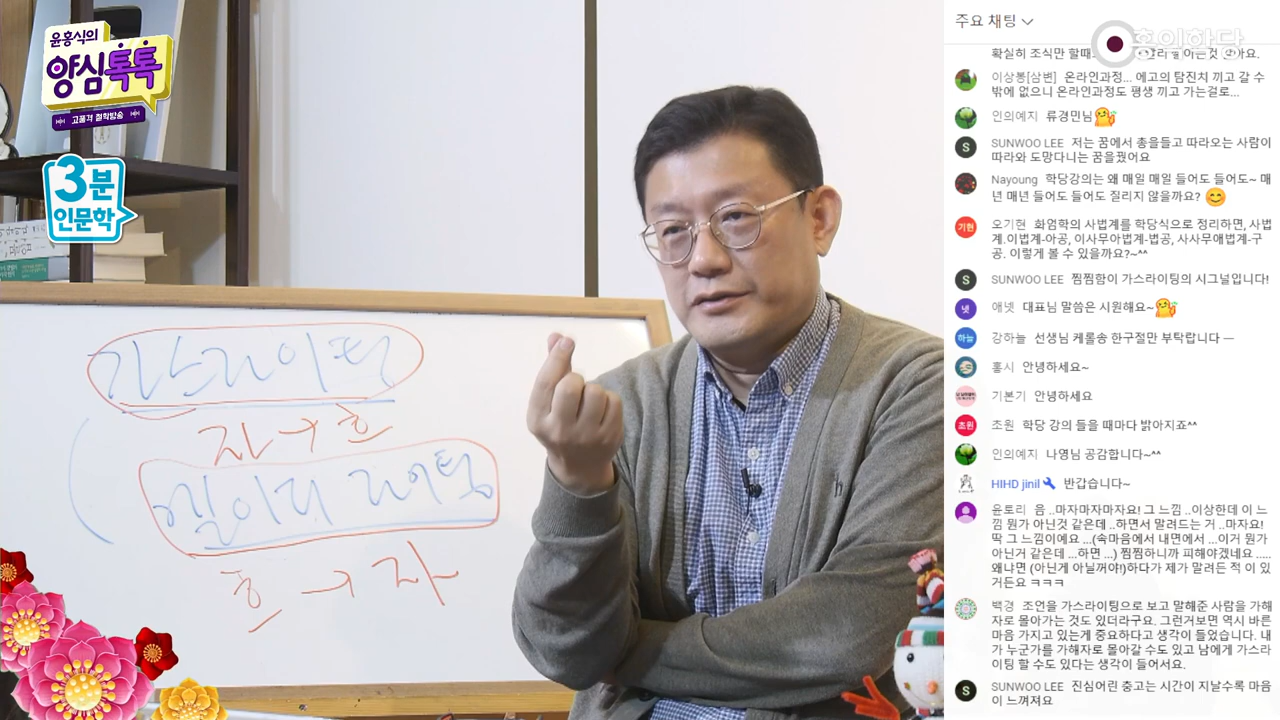 윤홍식의
양심톡톡
고품격 철학방송
3분
인문학
가스라이팅
자→호
라이팅
호→자
주요 채팅
홍익학당
확실히 조식만 할때
이상봉[삼변] 온라인과정... 에고의 탐진치 끼고 갈 수
밖에 없으니 온라인과정도 평생 끼고 가는걸로...
인의예지 류경민님
S
SUNWOO LEE 저는 꿈에서 총을들고 따라오는 사람이
따라와 도망다니는 꿈을꿨어요
Nayoung 학당강의는 왜 매일 매일 들어도 들어도~ 매
년 매년 들어도 들어도 질리지 않을까요?
기현
오기현 화엄학의 사법계를 학당식으로 정리하면, 사법
계.이법계-아공, 이사무아법계-법공, 사사무애법계-구
공. 이렇게 볼 수 있을까요?~^^
S
SUNWOO LEE 찜찜함이 가스라이팅의 시그널입니다!
넷
애넷 대표님 말씀은 시원해요~
하늘
강하늘 선생님 케롤송 한구절만 부탁랍니다 ㅡ
홍시 안녕하세요~
기본기 안녕하세요
초원
초원 학당 강의 들을 때마다 밝아지죠^^
인의예지 나영님 공감합니다~^^
HIHD jinil 반갑습니다~
윤토리 음 ..마자마자마자요! 그 느낌 ..이상한데 이 느
낌 뭔가 아닌것 같은데 ..하면서 말려드는 거 ..마자요!
딱 그 느낌이예요 ...(속마음에서 내면에서 ...이거 뭔가
아닌거 같은데 ...하면 ...) 찜찜하니까 피해야겠네요 .....
왜냐면 (아닌게 아닐꺼야!)하다가 제가 말려든 적 이 있
거든요 ㅋㅋㅋ
백경 조언을 가스라이팅으로 보고 말해준 사람을 가해
자로 몰아가는 것도 있더라구요. 그런거보면 역시 바른
마음 가지고 있는게 중요하다고 생각이 들었습니다. 내
가 누군가를 가해자로 몰아갈 수도 있고 남에게 가스라
이팅 할 수도 있다는 생각이 들어서요.
S
SUNWOO LEE 진심어린 충고는 시간이 지날수록 마음
이 느껴져요